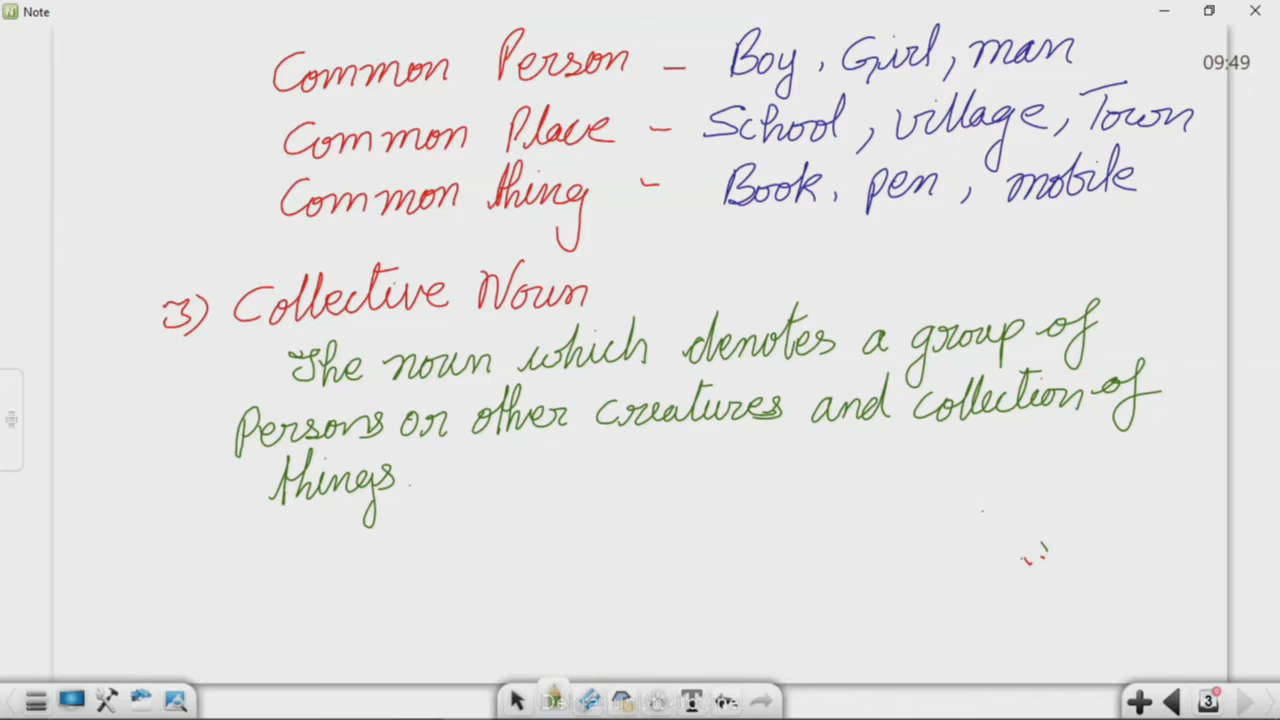 Note
Common Person - Boy, Girl, man
09:49
Common Place - School, village, Town
Common thing - Book, pen, mobile
3) Collective Noun
The noun which denotes a group of
Persons or other creatures and collection of
things.
3